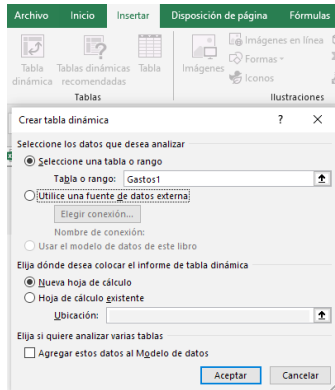 Archivo Inicio Insertar Disposición de página Fórmulas
Tabla dinámica
Tablas dinámicas recomendadas
Tabla
Imágenes
Imágenes en línea
Formas
Iconos
Tablas
Ilustraciones
Crear tabla dinámica ? ×
Seleccione los datos que desea analizar
Seleccione una tabla o rango
Tabla o rango: Gastos1
Utilice una fuente de datos externa
Elegir conexión...
Nombre de conexión:
Usar el modelo de datos de este libro
Elija dónde desea colocar el informe de tabla dinámica
Nueva hoja de cálculo
Hoja de cálculo existente
Ubicación:
Elija si quiere analizar varias tablas
Agregar estos datos al Modelo de datos
Aceptar Cancelar